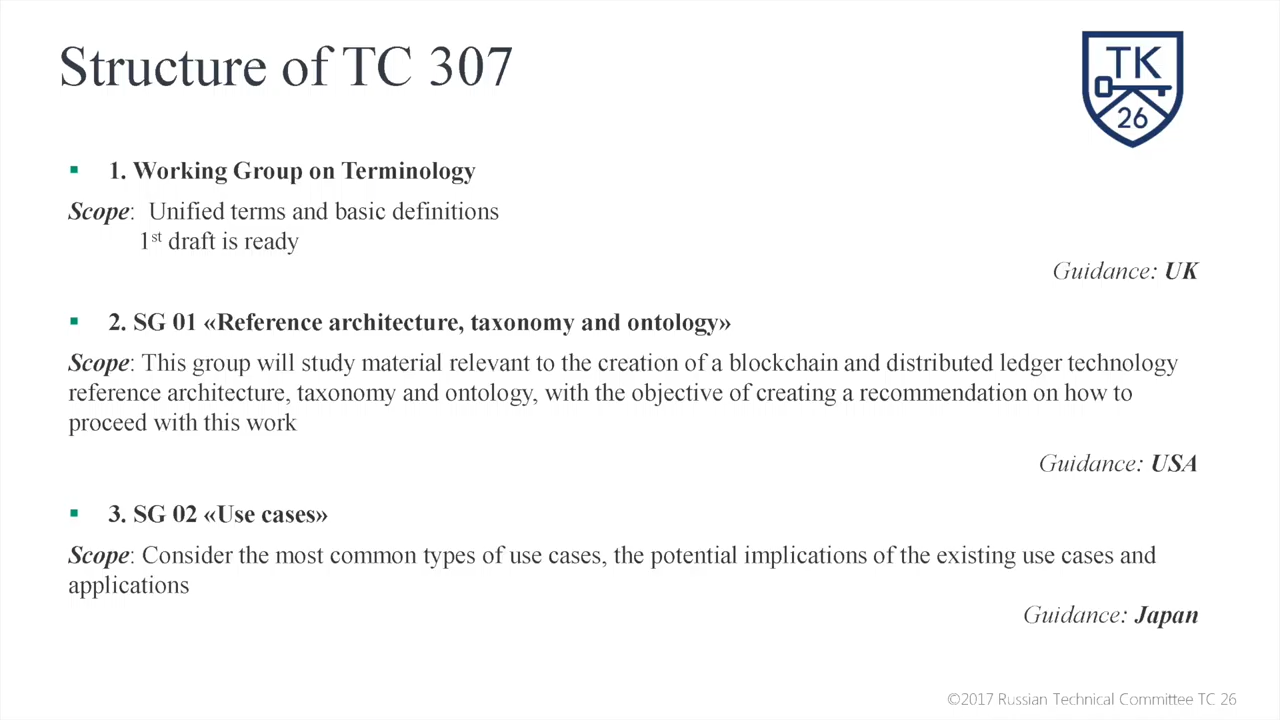 Structure of TC 307
TK
26
▪ 1. Working Group on Terminology
Scope: Unified terms and basic definitions
1st draft is ready
Guidance: UK
▪ 2. SG 01 «Reference architecture, taxonomy and ontology»
Scope: This group will study material relevant to the creation of a blockchain and distributed ledger technology
reference architecture, taxonomy and ontology, with the objective of creating a recommendation on how to
proceed with this work
Guidance: USA
▪ 3. SG 02 «Use cases»
Scope: Consider the most common types of use cases, the potential implications of the existing use cases and
applications
Guidance: Japan
©2017 Russian Technical Committee TC 26